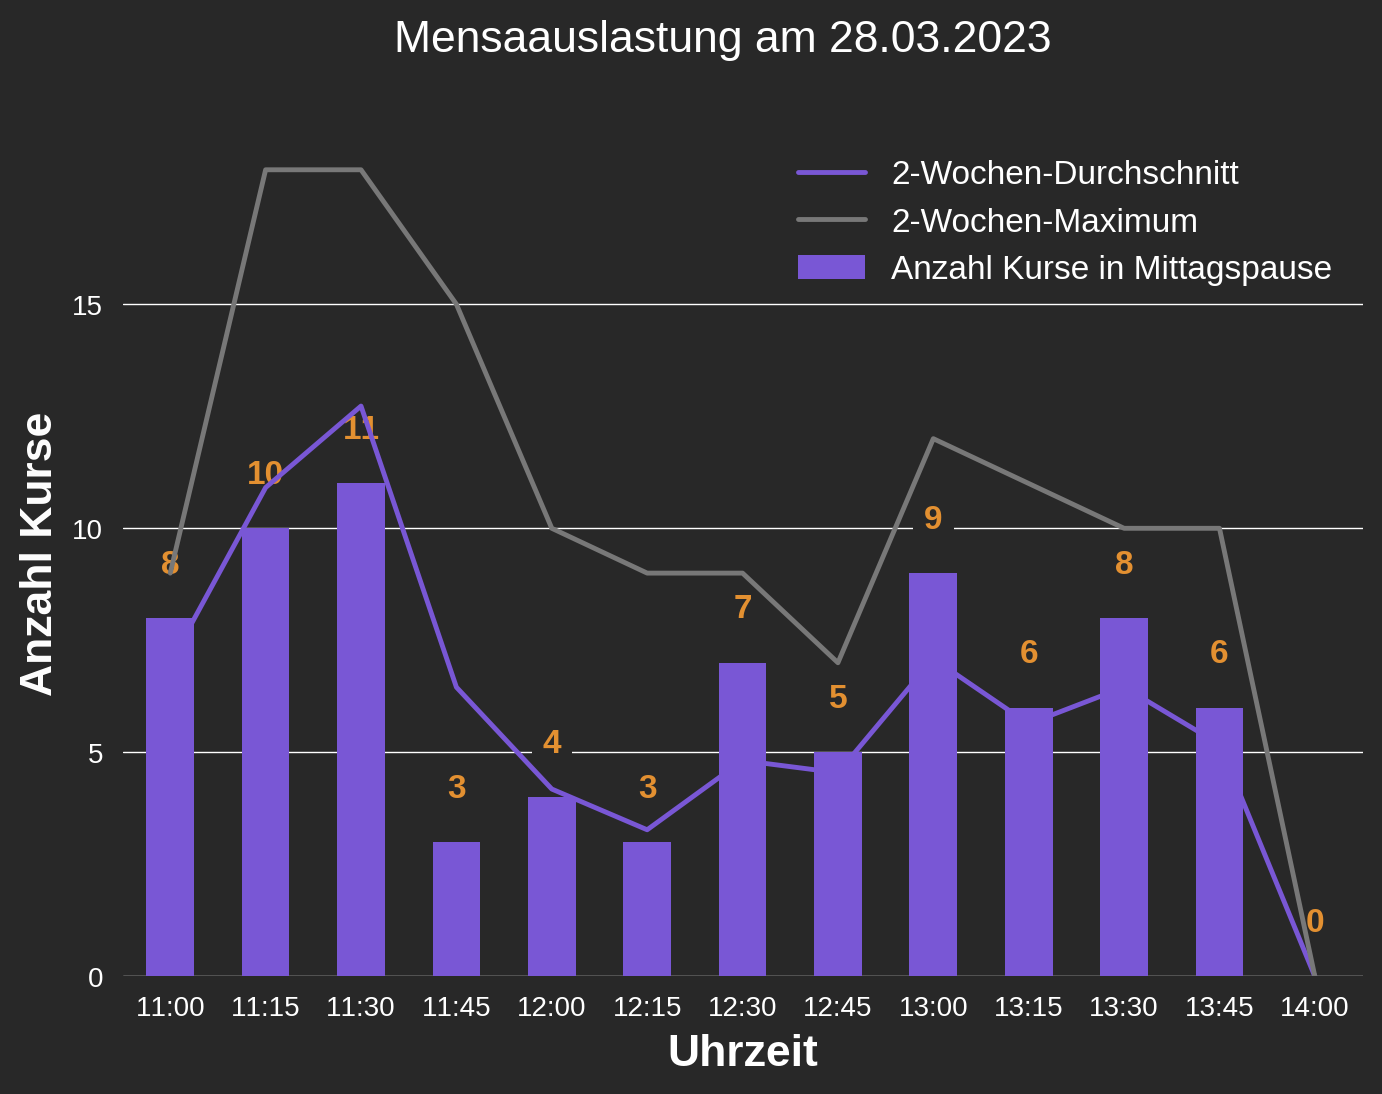 Mensaauslastung am 28.03.2023
2-Wochen-Durchschnitt
2-Wochen-Maximum
Anzahl Kurse in Mittagspause
Anzahl Kurse
15
10
5
0
8
10
11
3
4
3
7
5
9
6
8
6
0
11:00 11:15 11:30 11:45 12:00 12:15 12:30 12:45 13:00 13:15 13:30 13:45 14:00
Uhrzeit